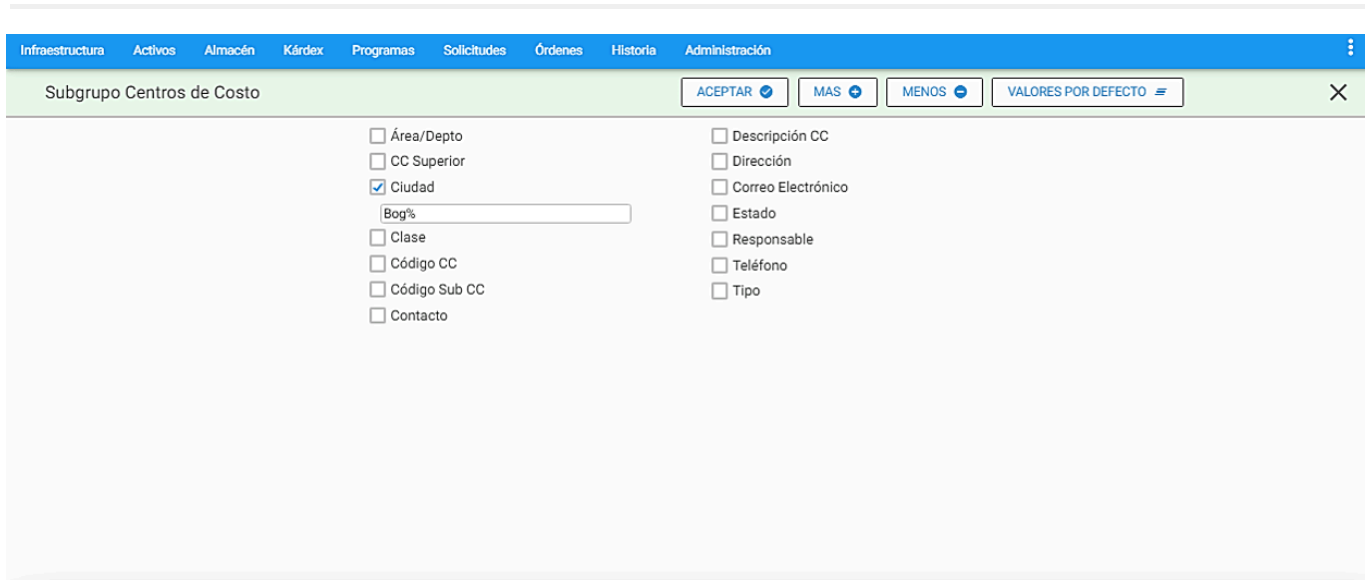 Infraestructura Activos Almacén Kárdex Programas Solicitudes Órdenes Historia Administración
Subgrupo Centros de Costo ACEPTAR MAS MENOS VALORES POR DEFECTO
Área/Depto
CC Superior
Ciudad
Bog%
Clase
Código CC
Código Sub CC
Contacto
Descripción CC
Dirección
Correo Electrónico
Estado
Responsable
Teléfono
Tipo